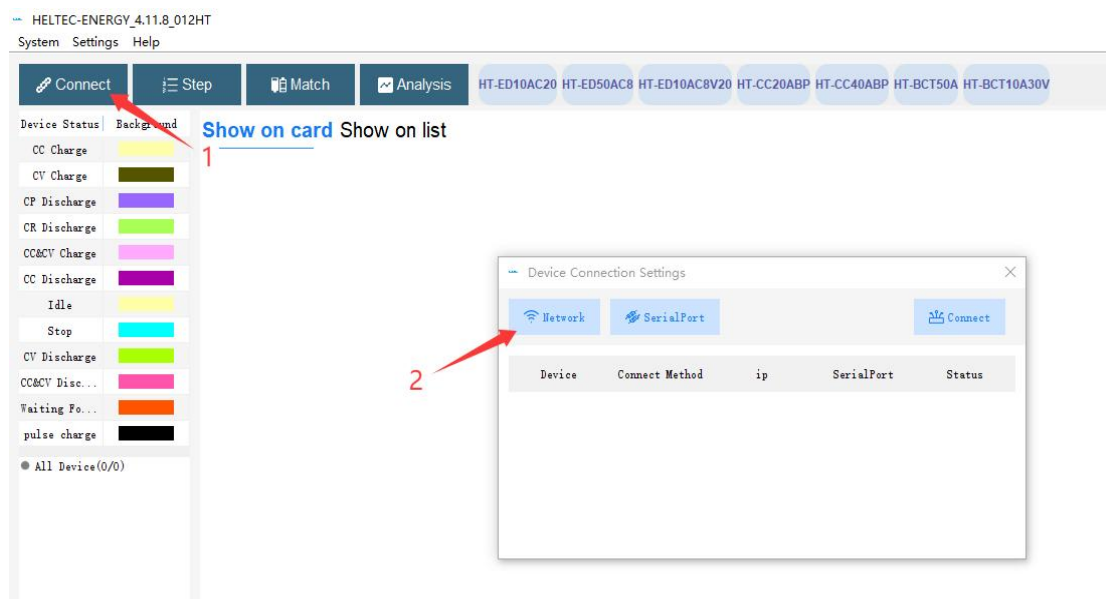 HELTEC-ENERGY_4.11.8_012HT
System Settings Help
Connect Step Match Analysis HT-ED10AC20 HT-ED50AC8 HT-ED10AC8V20 HT-CC20ABP HT-CC40ABP HT-BCT50A HT-BCT10A30V
Device Status Background
Show on card Show on list
1
CC Charge
CV Charge
CP Discharge
CR Discharge
CC&CV Charge
CC Discharge
Idle
Stop
CV Discharge
CC&CV Disc...
Waiting Fo...
pulse charge
All Device(0/0)
Device Connection Settings
Network SerialPort Connect
2
Device Connect Method ip SerialPort Status